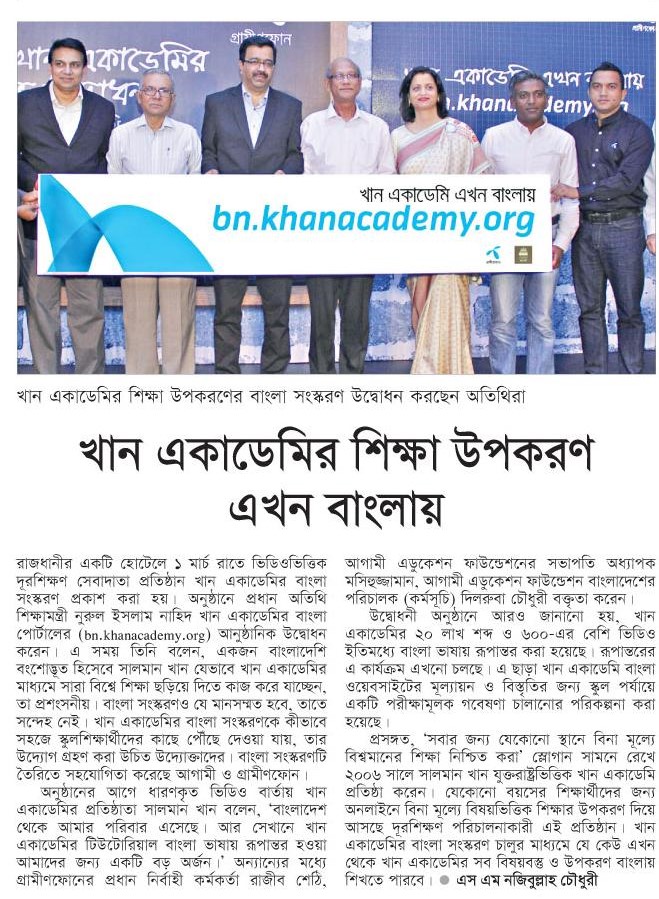 গ্রামীণফোন
খান একাডেমির
খান একাডেমি এখন বাংলায়
bn.khanacademy.org
খান একাডেমি এখন বাংলায়
bn.khanacademy.org
খান একাডেমির শিক্ষা উপকরণের বাংলা সংস্করণ উদ্বোধন করছেন অতিথিরা
খান একাডেমির শিক্ষা উপকরণ
এখন বাংলায়
রাজধানীর একটি হোটেলে ১ মার্চ রাতে ভিডিওভিত্তিক
দূরশিক্ষণ সেবাদাতা প্রতিষ্ঠান খান একাডেমির বাংলা
সংস্করণ প্রকাশ করা হয়। অনুষ্ঠানে প্রধান অতিথি
শিক্ষামন্ত্রী নুরুল ইসলাম নাহিদ খান একাডেমির বাংলা
পোর্টালের (bn.khanacademy.org) আনুষ্ঠানিক উদ্বোধন
করেন। এ সময় তিনি বলেন, একজন বাংলাদেশি
বংশোদ্ভূত হিসেবে সালমান খান যেভাবে খান একাডেমির
মাধ্যমে সারা বিশ্বে শিক্ষা ছড়িয়ে দিতে কাজ করে যাচ্ছেন,
তা প্রশংসনীয়। বাংলা সংস্করণও যে মানসম্মত হবে, তাতে
সন্দেহ নেই। খান একাডেমির বাংলা সংস্করণকে কীভাবে
সহজে স্কুলশিক্ষার্থীদের কাছে পৌঁছে দেওয়া যায়, তার
উদ্যোগ গ্রহণ করা উচিত উদ্যোক্তাদের। বাংলা সংস্করণটি
তৈরিতে সহযোগিতা করেছে আগামী ও গ্রামীণফোন।
অনুষ্ঠানের আগে ধারণকৃত ভিডিও বার্তায় খান
একাডেমির প্রতিষ্ঠাতা সালমান খান বলেন, ‘বাংলাদেশ
থেকে আমার পরিবার এসেছে। আর সেখানে খান
একাডেমির টিউটোরিয়াল বাংলা ভাষায় রূপান্তর হওয়া
আমাদের জন্য একটি বড় অর্জন।’ অন্যান্যের মধ্যে
গ্রামীণফোনের প্রধান নির্বাহী কর্মকর্তা রাজীব শেঠি,
আগামী এডুকেশন ফাউন্ডেশনের সভাপতি অধ্যাপক
মসিহুজ্জামান, আগামী এডুকেশন ফাউন্ডেশন বাংলাদেশের
পরিচালক (কর্মসূচি) দিলরুবা চৌধুরী বক্তৃতা করেন।
উদ্বোধনী অনুষ্ঠানে আরও জানানো হয়, খান
একাডেমির ২০ লাখ শব্দ ও ৬০০-এর বেশি ভিডিও
ইতিমধ্যে বাংলা ভাষায় রূপান্তর করা হয়েছে। রূপান্তরের
এ কার্যক্রম এখনো চলছে। এ ছাড়া খান একাডেমি বাংলা
ওয়েবসাইটের মূল্যায়ন ও বিস্তৃতির জন্য স্কুল পর্যায়ে
একটি পরীক্ষামূলক গবেষণা চালানোর পরিকল্পনা করা
হয়েছে।
প্রসঙ্গত, ‘সবার জন্য যেকোনো স্থানে বিনা মূল্যে
বিশ্বমানের শিক্ষা নিশ্চিত করা’ স্লোগান সামনে রেখে
২০০৬ সালে সালমান খান যুক্তরাষ্ট্রভিত্তিক খান একাডেমি
প্রতিষ্ঠা করেন। যেকোনো বয়সের শিক্ষার্থীদের জন্য
অনলাইনে বিনা মূল্যে বিষয়ভিত্তিক শিক্ষার উপকরণ দিয়ে
আসছে দূরশিক্ষণ পরিচালনাকারী এই প্রতিষ্ঠান। খান
একাডেমির বাংলা সংস্করণ চালুর মাধ্যমে যে কেউ এখন
থেকে খান একাডেমির সব বিষয়বস্তু ও উপকরণ বাংলায়
শিখতে পারবে। ● এস এম নজিবুল্লাহ চৌধুরী